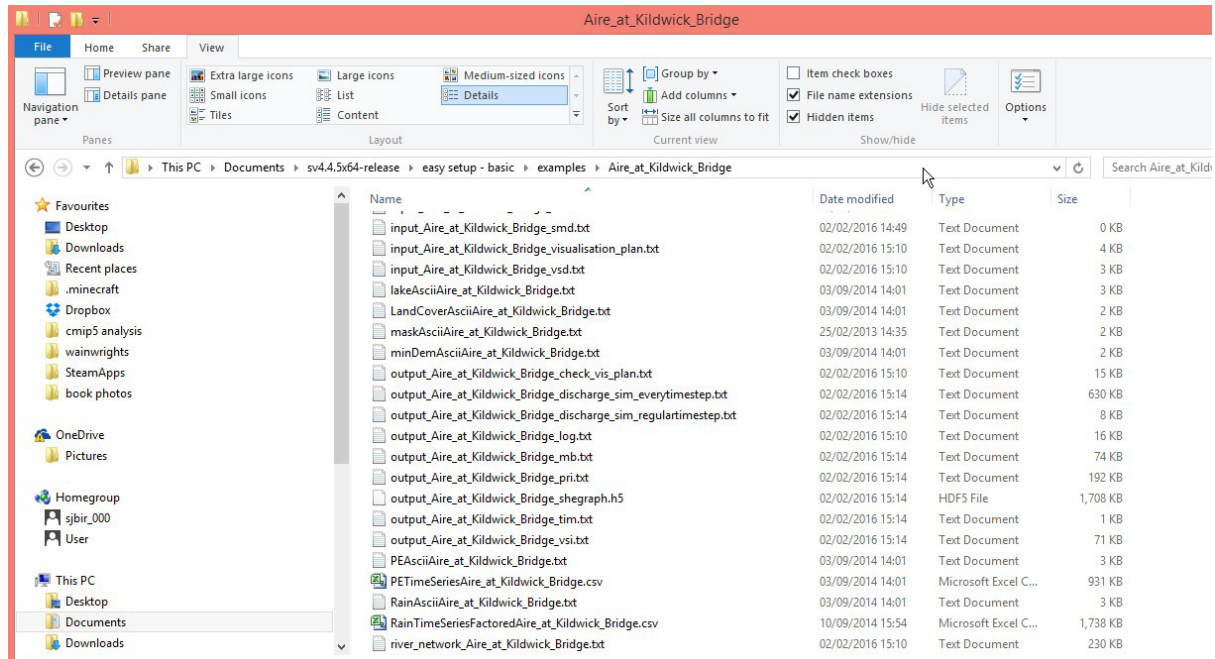 Aire_at_Kildwick_Bridge
File Home Share View
Navigation pane
Preview pane
Details pane
Panes
Extra large icons Large icons Medium-sized icons
Small icons List Details
Tiles Content
Layout
Sort by
Group by
Add columns
Size all columns to fit
Current view
Item check boxes
File name extensions
Hidden items
Hide selected items
Show/hide
Options
This PC Documents sv4.4.5x64-release easy setup - basic examples Aire_at_Kildwick_Bridge
Search Aire_at_Kild
Favourites
Desktop
Downloads
Recent places
.minecraft
Dropbox
cmip5 analysis
wainwrights
SteamApps
book photos
OneDrive
Pictures
Homegroup
sjbir_000
User
This PC
Desktop
Documents
Downloads
Name Date modified Type Size
input_Aire_at_Kildwick_Bridge_smd.txt 02/02/2016 14:49 Text Document 0 KB
input_Aire_at_Kildwick_Bridge_visualisation_plan.txt 02/02/2016 15:10 Text Document 4 KB
input_Aire_at_Kildwick_Bridge_vsd.txt 02/02/2016 15:10 Text Document 3 KB
lakeAsciiAire_at_Kildwick_Bridge.txt 03/09/2014 14:01 Text Document 3 KB
LandCoverAsciiAire_at_Kildwick_Bridge.txt 03/09/2014 14:01 Text Document 2 KB
maskAsciiAire_at_Kildwick_Bridge.txt 25/02/2013 14:35 Text Document 2 KB
minDemAsciiAire_at_Kildwick_Bridge.txt 03/09/2014 14:01 Text Document 2 KB
output_Aire_at_Kildwick_Bridge_check_vis_plan.txt 02/02/2016 15:10 Text Document 15 KB
output_Aire_at_Kildwick_Bridge_discharge_sim_everytimestep.txt 02/02/2016 15:14 Text Document 630 KB
output_Aire_at_Kildwick_Bridge_discharge_sim_regulartimestep.txt 02/02/2016 15:14 Text Document 8 KB
output_Aire_at_Kildwick_Bridge_log.txt 02/02/2016 15:10 Text Document 16 KB
output_Aire_at_Kildwick_Bridge_mb.txt 02/02/2016 15:14 Text Document 74 KB
output_Aire_at_Kildwick_Bridge_pri.txt 02/02/2016 15:14 Text Document 192 KB
output_Aire_at_Kildwick_Bridge_shegraph.h5 02/02/2016 15:14 HDF5 File 1,708 KB
output_Aire_at_Kildwick_Bridge_tim.txt 02/02/2016 15:14 Text Document 1 KB
output_Aire_at_Kildwick_Bridge_vsi.txt 02/02/2016 15:14 Text Document 71 KB
PEAsciiAire_at_Kildwick_Bridge.txt 03/09/2014 14:01 Text Document 3 KB
PETimeSeriesAire_at_Kildwick_Bridge.csv 03/09/2014 14:01 Microsoft Excel C... 931 KB
RainAsciiAire_at_Kildwick_Bridge.txt 03/09/2014 14:01 Text Document 3 KB
RainTimeSeriesFactoredAire_at_Kildwick_Bridge.csv 10/09/2014 15:54 Microsoft Excel C... 1,738 KB
river_network_Aire_at_Kildwick_Bridge.txt 02/02/2016 15:10 Text Document 230 KB